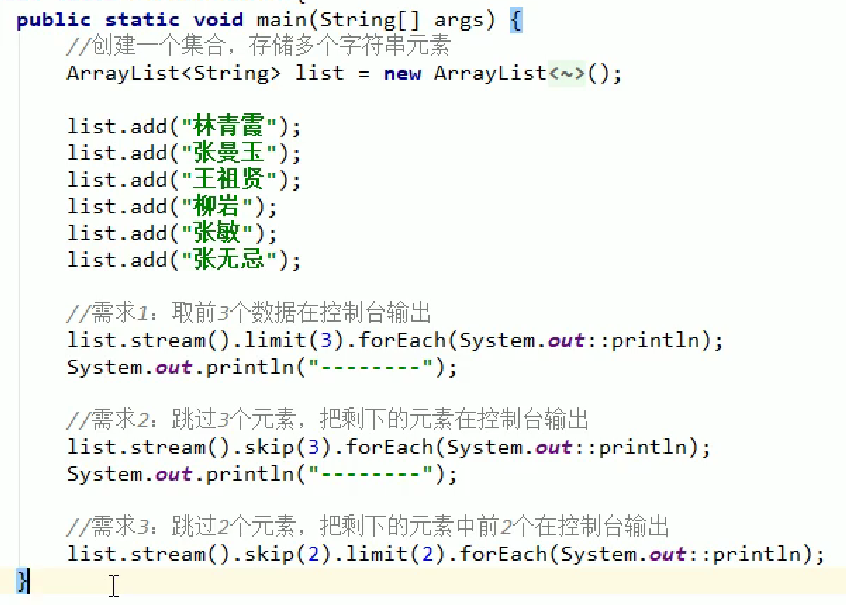 public static void main(String[] args) {
//创建一个集合，存储多个字符串元素
ArrayList<String> list = new ArrayList<~>();
list.add("林青霞");
list.add("张曼玉");
list.add("王祖贤");
list.add("柳岩");
list.add("张敏");
list.add("张无忌");
//需求1：取前3个数据在控制台输出
list.stream().limit(3).forEach(System.out::println);
System.out.println("--------");
//需求2：跳过3个元素，把剩下的元素在控制台输出
list.stream().skip(3).forEach(System.out::println);
System.out.println("--------");
//需求3：跳过2个元素，把剩下的元素中前2个在控制台输出
list.stream().skip(2).limit(2).forEach(System.out::println);
}